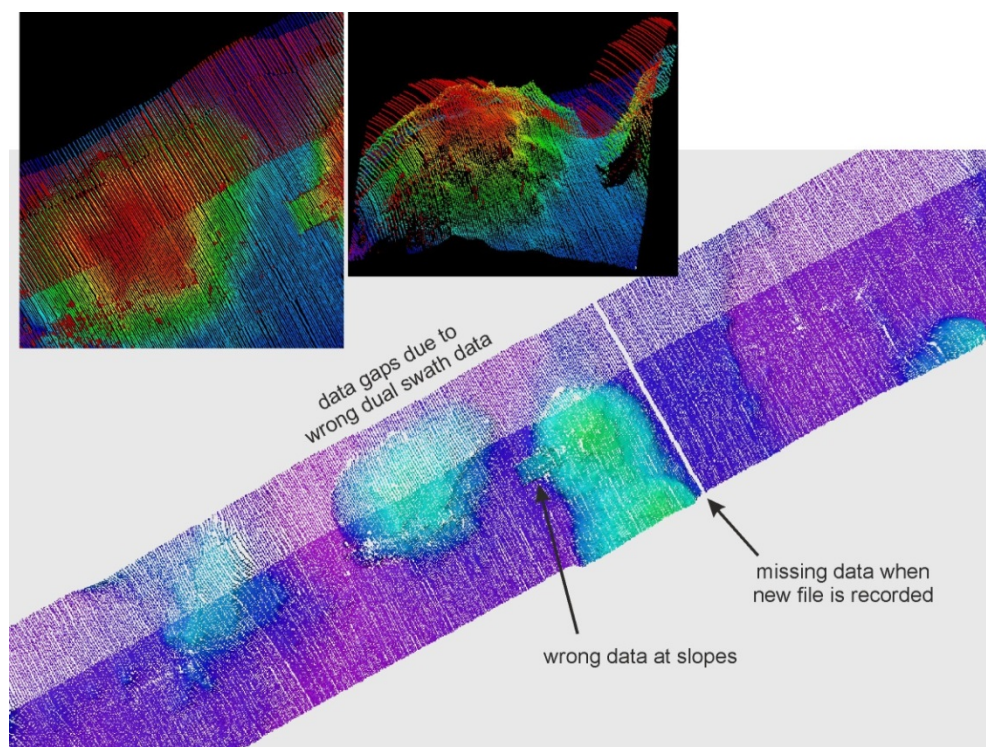 data gaps due to
wrong dual swath data
missing data when
new file is recorded
wrong data at slopes